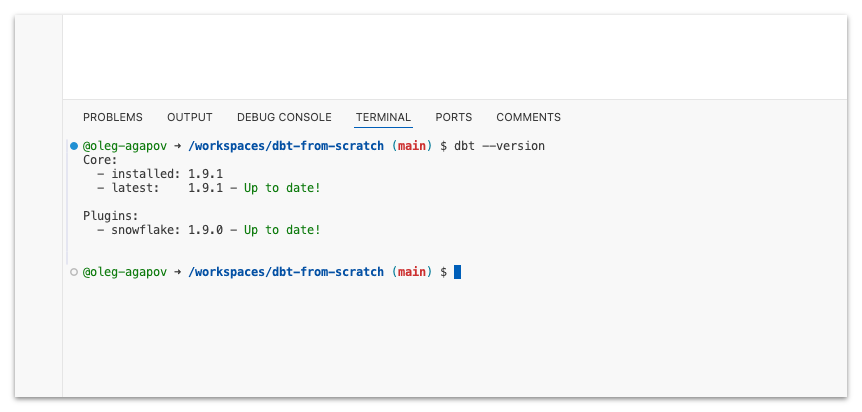 PROBLEMS OUTPUT DEBUG CONSOLE TERMINAL PORTS COMMENTS
@oleg-agapov ➜ /workspaces/dbt-from-scratch (main) $ dbt --version
Core:
  - installed: 1.9.1
  - latest:    1.9.1 - Up to date!
Plugins:
  - snowflake: 1.9.0 - Up to date!
@oleg-agapov ➜ /workspaces/dbt-from-scratch (main) $